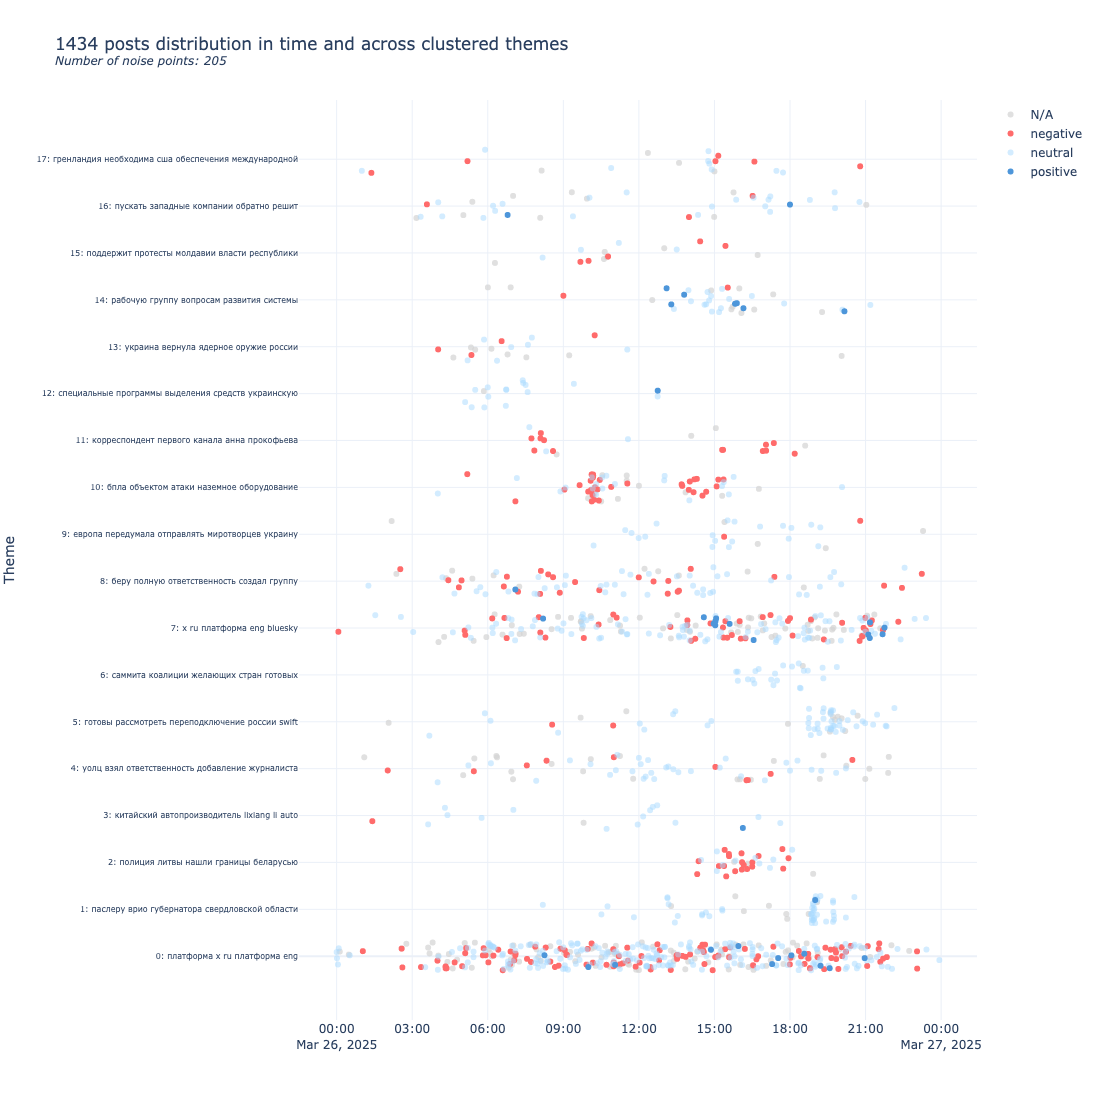 1434 posts distribution in time and across clustered themes
Number of noise points: 205
N/A
negative
neutral
positive
Theme
17: гренландия необходима сша обеспечения международной
16: пускать западные компании обратно решит
15: поддержит протесты молдавии власти республики
14: рабочую группу вопросам развития системы
13: украина вернула ядерное оружие россии
12: специальные программы выделения средств украинскую
11: корреспондент первого канала анна прокофьева
10: бпла объектом атаки наземное оборудование
9: европа передумала отправлять миротворцев украину
8: беру полную ответственность создал группу
7: x ru платформа eng bluesky
6: саммита коалиции желающих стран готовых
5: готовы рассмотреть переподключение россии swift
4: уолц взял ответственность добавление журналиста
3: китайский автопроизводитель lixiang li auto
2: полиция литвы нашли границы беларусью
1: паслеру врио губернатора свердловской области
0: платформа x ru платформа eng
00:00 03:00 06:00 09:00 12:00 15:00 18:00 21:00 00:00
Mar 26, 2025 Mar 27, 2025